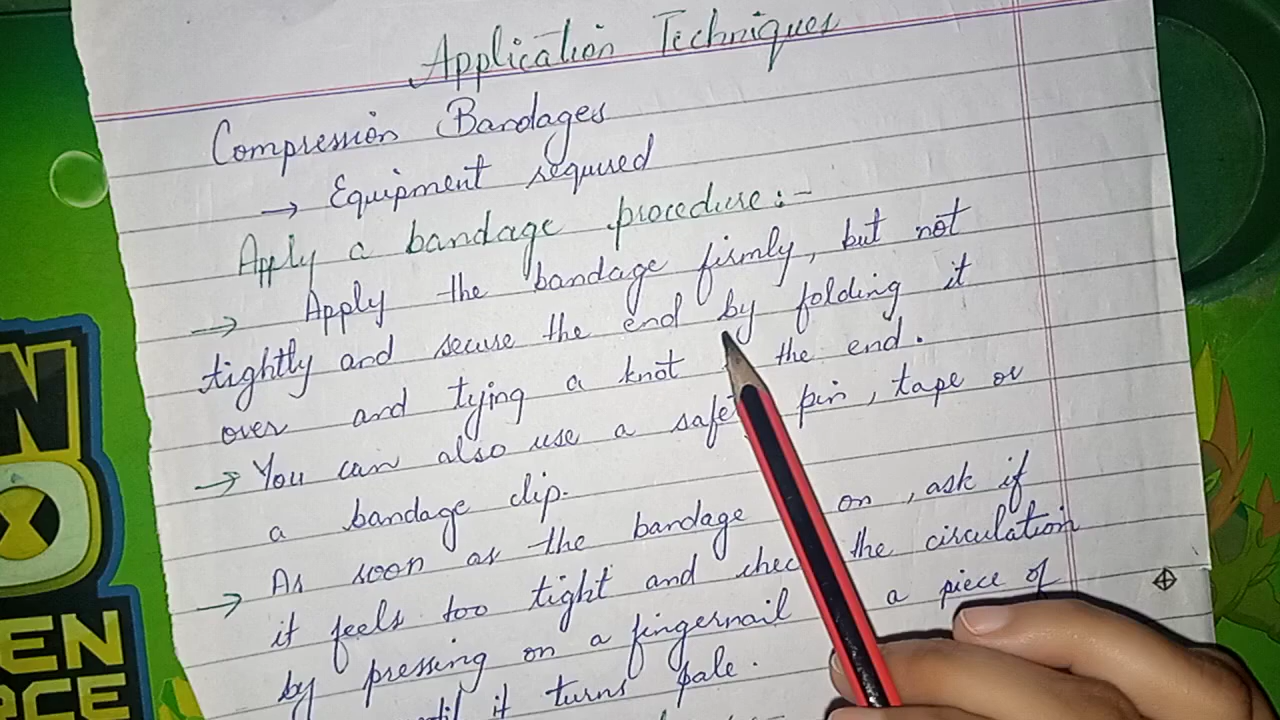 Application Techniques
Compression Bandages
→ Equipment required
Apply a bandage procedure:-
→ Apply the bandage firmly, but not
tightly and secure the end by folding it
over and tying a knot the end.
→ You can also use a safet pin, tape or
a bandage clip.
→ As soon as the bandage on, ask if
it feels too tight and chec the circulation
by pressing on a fingernail a piece of
it turns pale.
EN
RCE